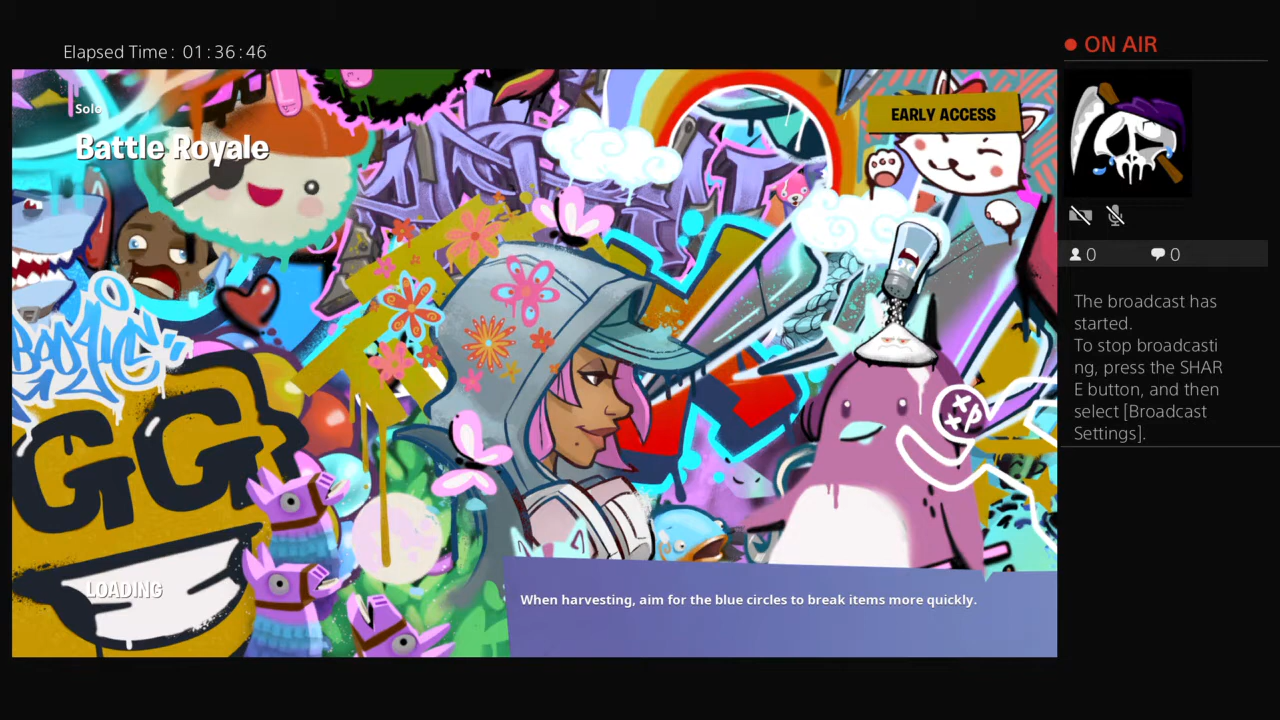 Elapsed Time: 01:36:46
ON AIR
Solo
Battle Royale
EARLY ACCESS
0
0
The broadcast has
started.
To stop broadcasti
ng, press the SHAR
E button, and then
select [Broadcast
Settings].
GG
LOADING
When harvesting, aim for the blue circles to break items more quickly.